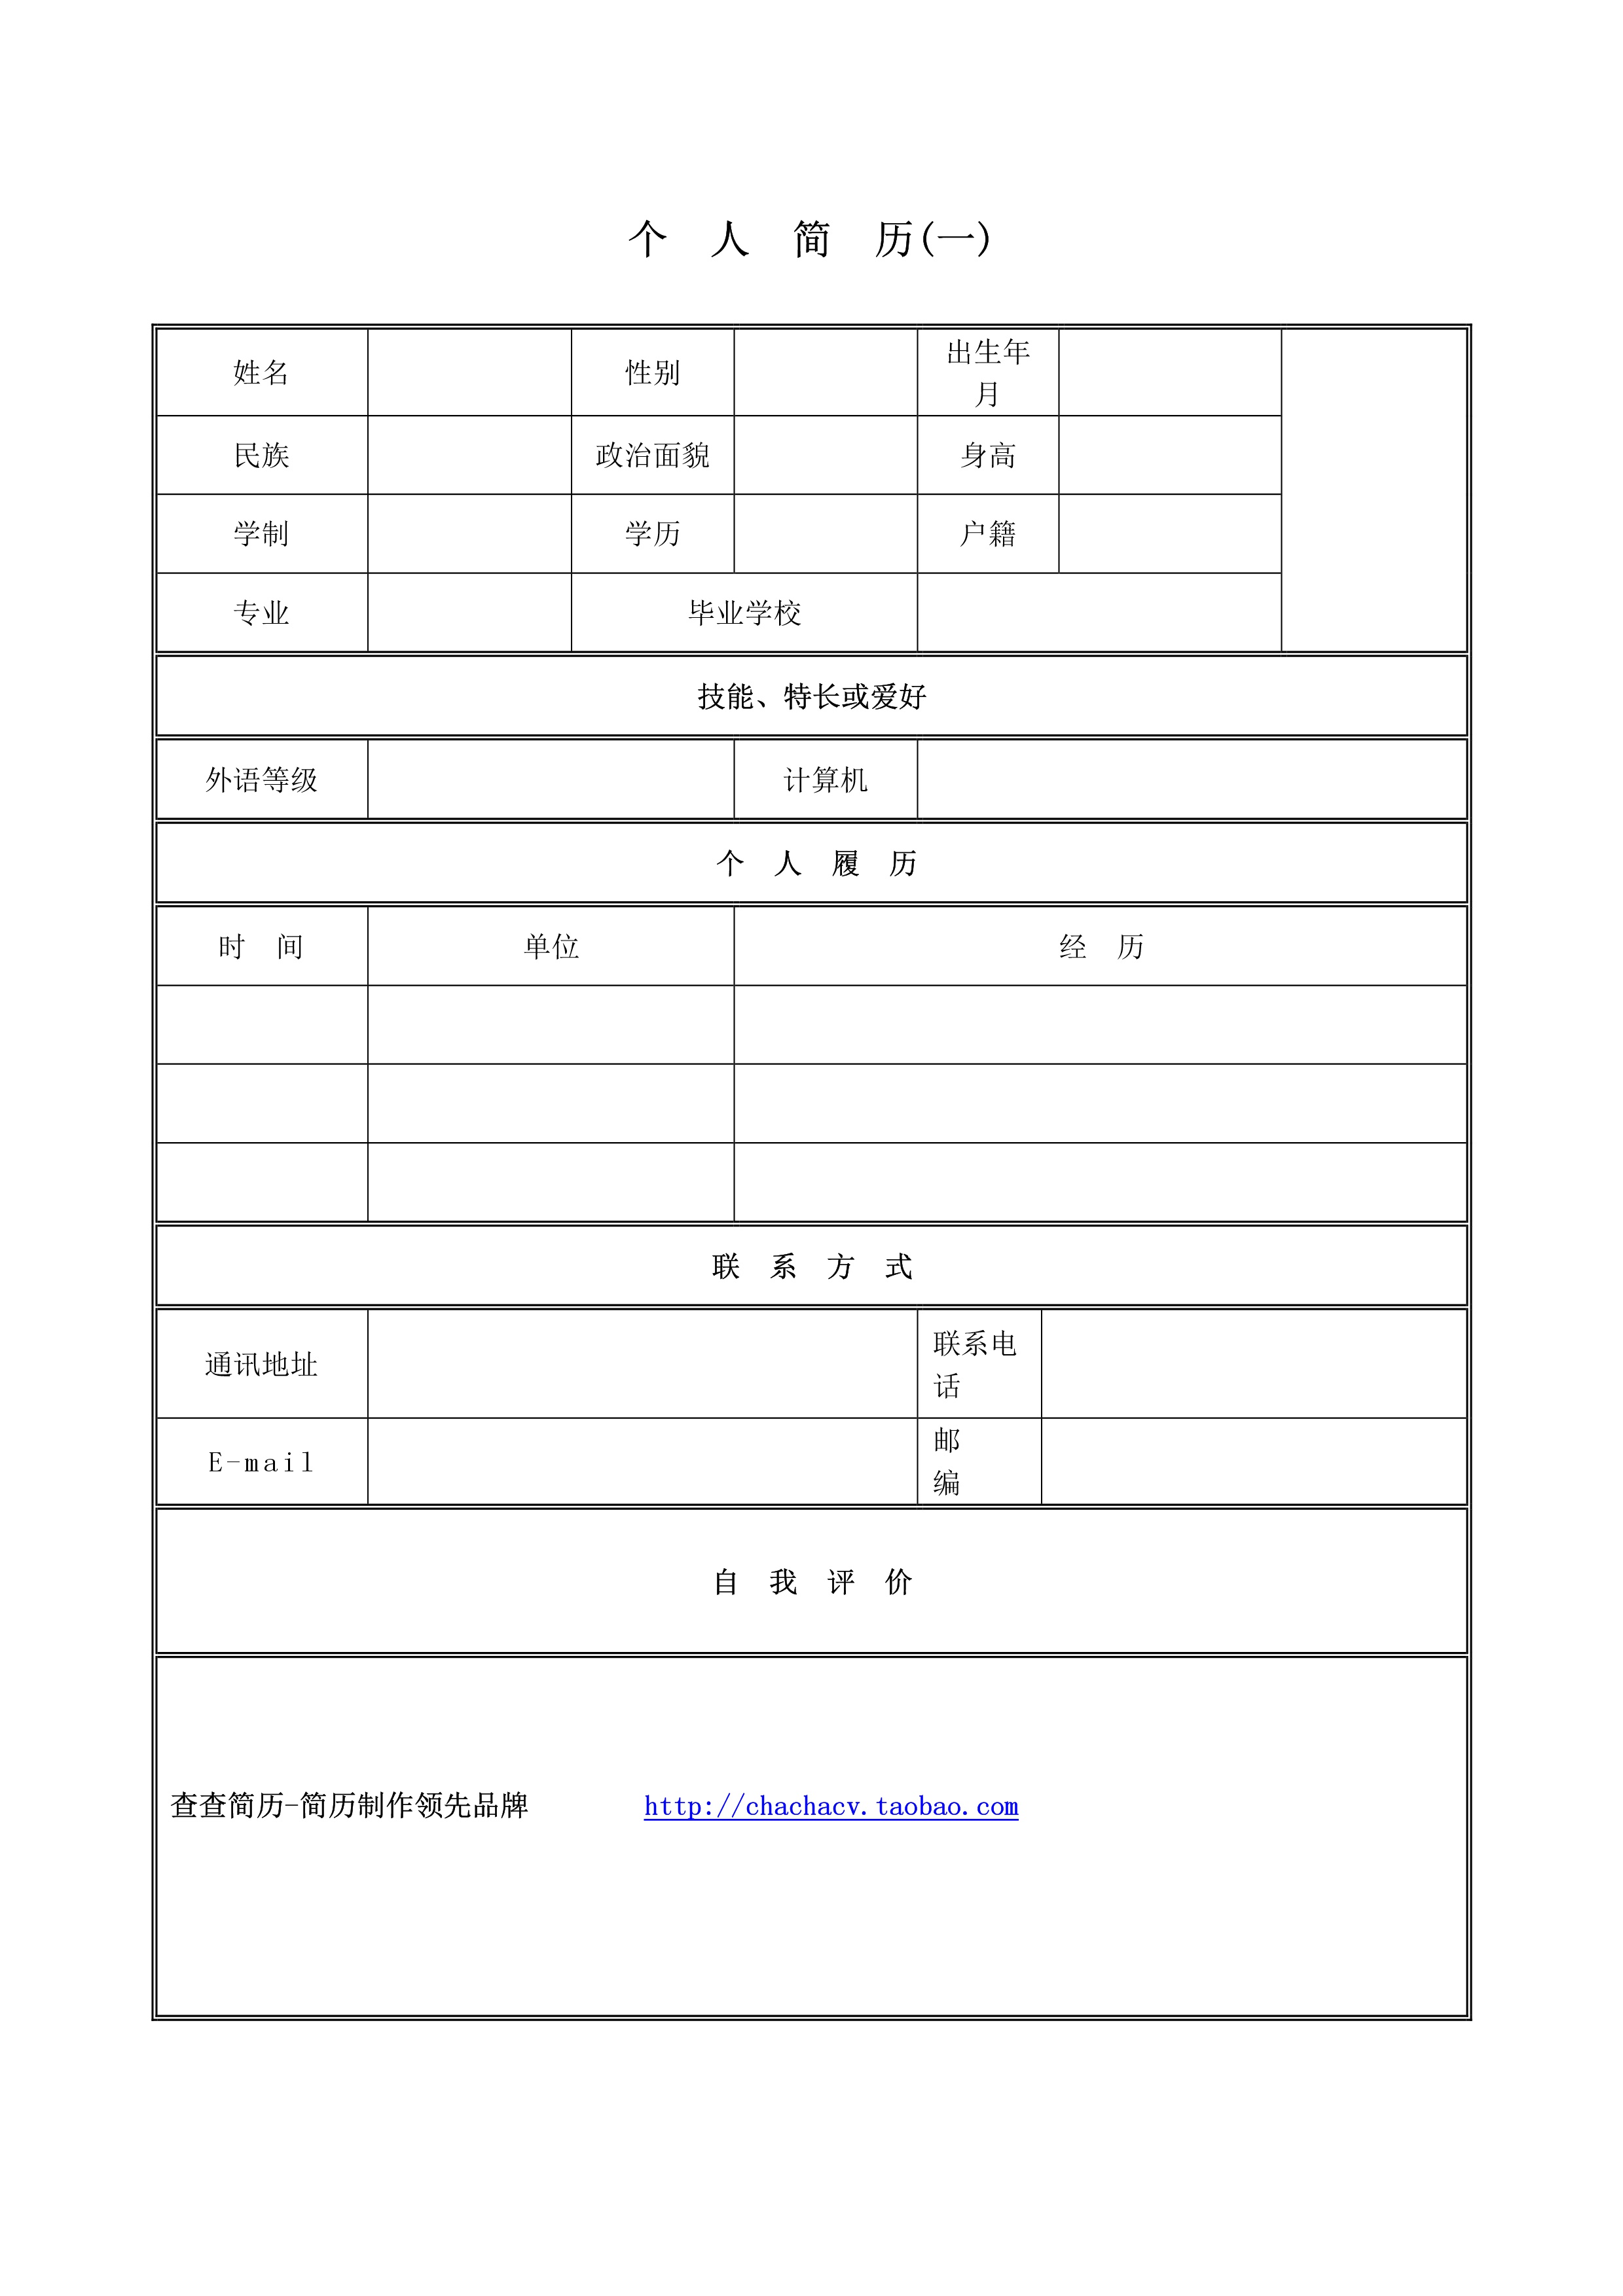 个 人 简 历(一)
姓名 性别 出生年
月
民族 政治面貌 身高
学制 学历 户籍
专业 毕业学校
技能、特长或爱好
外语等级 计算机
个 人 履 历
时 间 单位 经 历
联 系 方 式
通讯地址 联系电
话
E-mail 邮
编
自 我 评 价
查查简历-简历制作领先品牌 http://chachacv.taobao.com